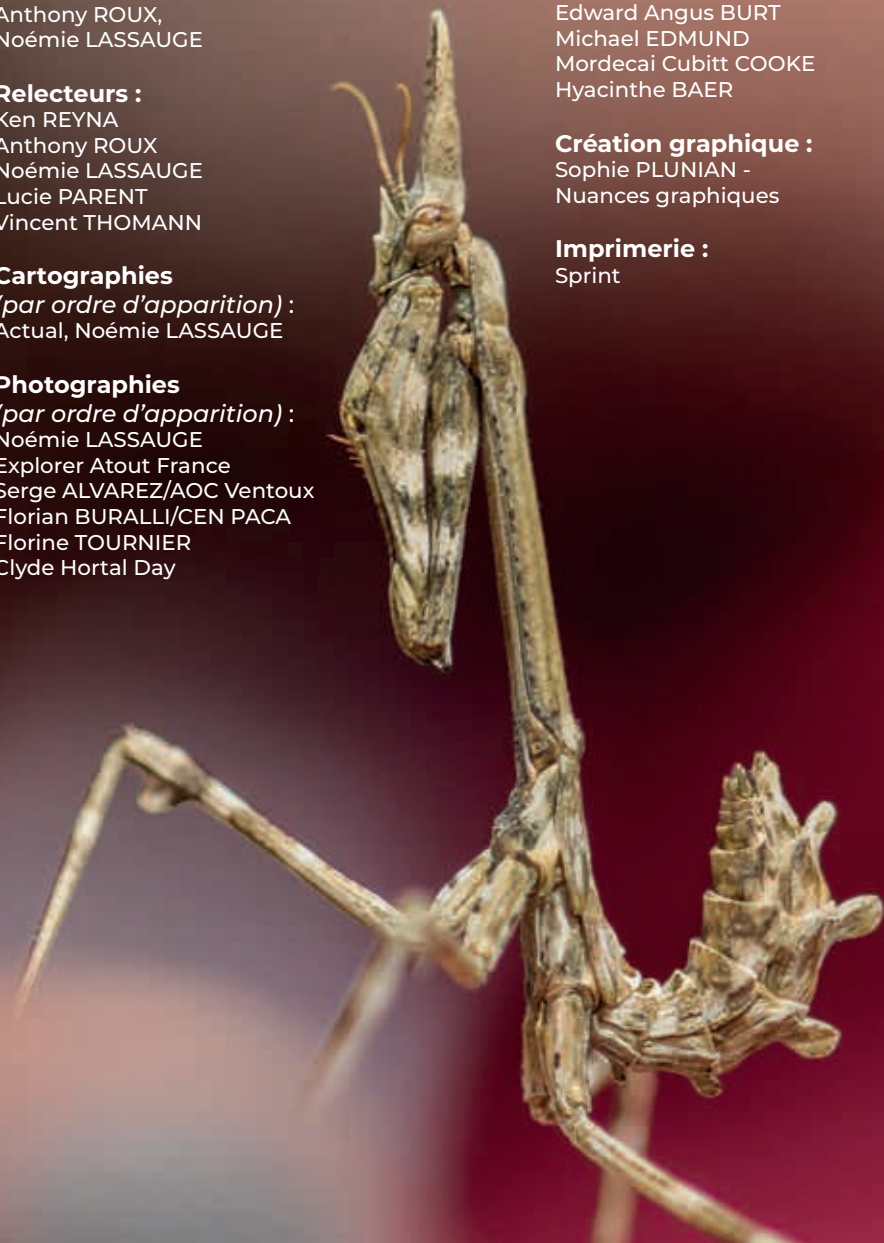 Anthony ROUX,
Noémie LASSAUGE
Relecteurs :
Ken REYNA
Anthony ROUX
Noémie LASSAUGE
Lucie PARENT
Vincent THOMANN
Cartographies
(par ordre d'apparition) :
Actual, Noémie LASSAUGE
Photographies
(par ordre d'apparition) :
Noémie LASSAUGE
Explorer Atout France
Serge ALVAREZ/AOC Ventoux
Florian BURALLI/CEN PACA
Florine TOURNIER
Clyde Hortal Day
Edward Angus BURT
Michael EDMUND
Mordecai Cubitt COOKE
Hyacinthe BAER
Création graphique :
Sophie PLUNIAN -
Nuances graphiques
Imprimerie :
Sprint